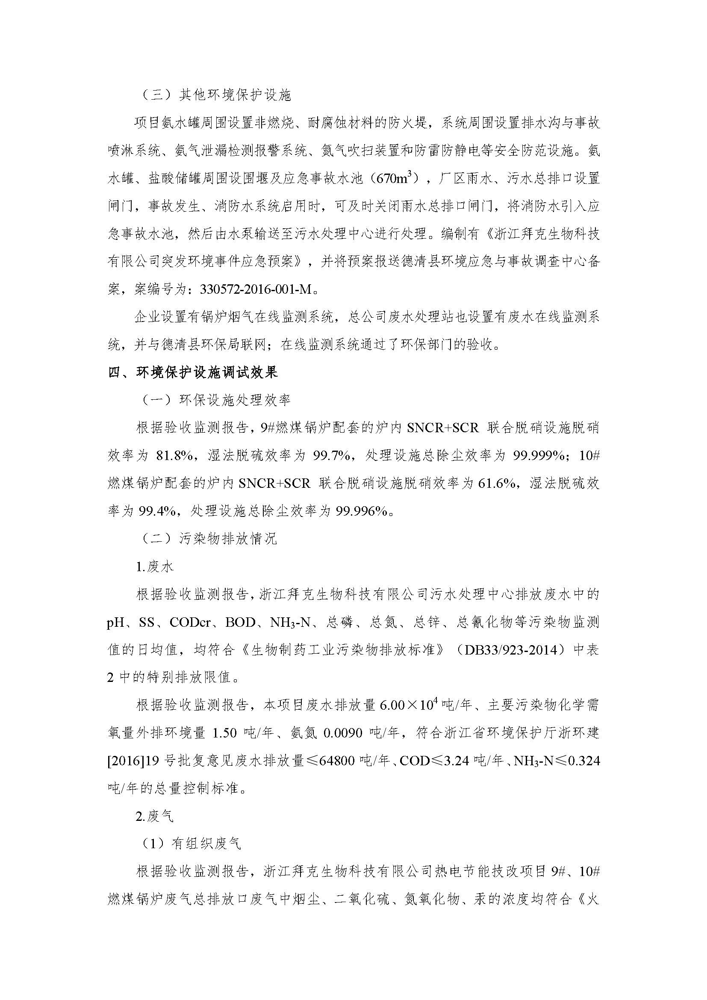 （三）其他环境保护设施
项目氨水罐周围设置非燃烧、耐腐蚀材料的防火堤，系统周围设置排水沟与事故
喷淋系统、氨气泄漏检测报警系统、氮气吹扫装置和防雷防静电等安全防范设施。氨
水罐、盐酸储罐周围设围堰及应急事故水池（670m³），厂区雨水、污水总排口设置
闸门，事故发生、消防水系统启用时，可及时关闭雨水总排口闸门，将消防水引入应
急事故水池，然后由水泵输送至污水处理中心进行处理。编制有《浙江拜克生物科技
有限公司突发环境事件应急预案》，并将预案报送德清县环境应急与事故调查中心备
案，案编号为：330572-2016-001-M。
企业设置有锅炉烟气在线监测系统，总公司废水处理站也设置有废水在线监测系
统，并与德清县环保局联网；在线监测系统通过了环保部门的验收。
四、环境保护设施调试效果
（一）环保设施处理效率
根据验收监测报告，9#燃煤锅炉配套的炉内 SNCR+SCR 联合脱硝设施脱硝
效率为 81.8%，湿法脱硫效率为 99.7%，处理设施总除尘效率为 99.999%；10#
燃煤锅炉配套的炉内 SNCR+SCR 联合脱硝设施脱硝效率为 61.6%，湿法脱硫效
率为 99.4%，处理设施总除尘效率为 99.996%。
（二）污染物排放情况
1.废水
根据验收监测报告，浙江拜克生物科技有限公司污水处理中心排放废水中的
pH、SS、CODcr、BOD、NH₃-N、总磷、总氮、总锌、总氰化物等污染物监测
值的日均值，均符合《生物制药工业污染物排放标准》（DB33/923-2014）中表
2 中的特别排放限值。
根据验收监测报告，本项目废水排放量 6.00×10⁴ 吨/年、主要污染物化学需
氧量外排环境量 1.50 吨/年、氨氮 0.0090 吨/年，符合浙江省环境保护厅浙环建
[2016]19 号批复意见废水排放量≤64800 吨/年、COD≤3.24 吨/年、NH₃-N≤0.324
吨/年的总量控制标准。
2.废气
（1）有组织废气
根据验收监测报告，浙江拜克生物科技有限公司热电节能技改项目 9#、10#
燃煤锅炉废气总排放口废气中烟尘、二氧化硫、氮氧化物、汞的浓度均符合《火